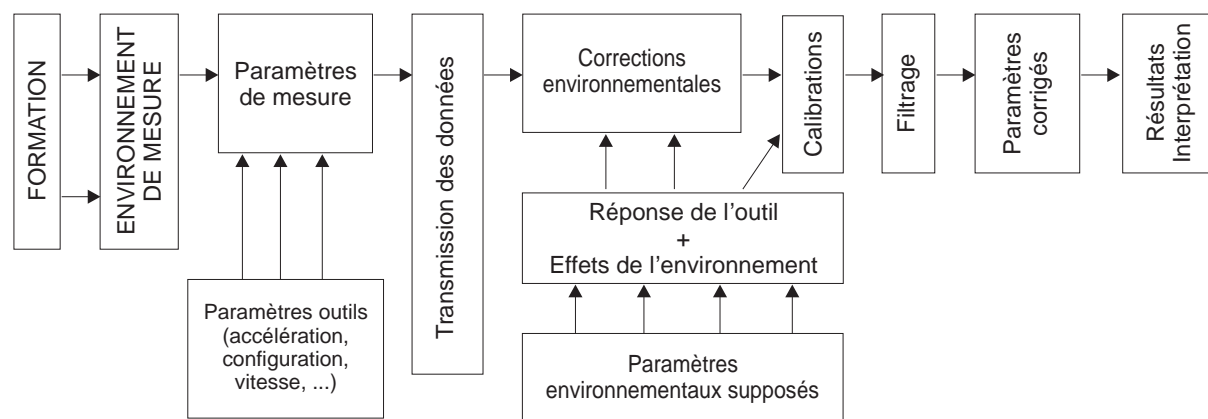 FORMATION
ENVIRONNEMENT
DE MESURE
Paramètres
de mesure
Transmission des données
Corrections
environnementales
Calibrations
Filtrage
Paramètres
corrigés
Résultats
Interprétation
Réponse de l’outil
+
Effets de l’environnement
Paramètres outils
(accélération,
configuration,
vitesse, ...)
Paramètres
environnementaux supposés